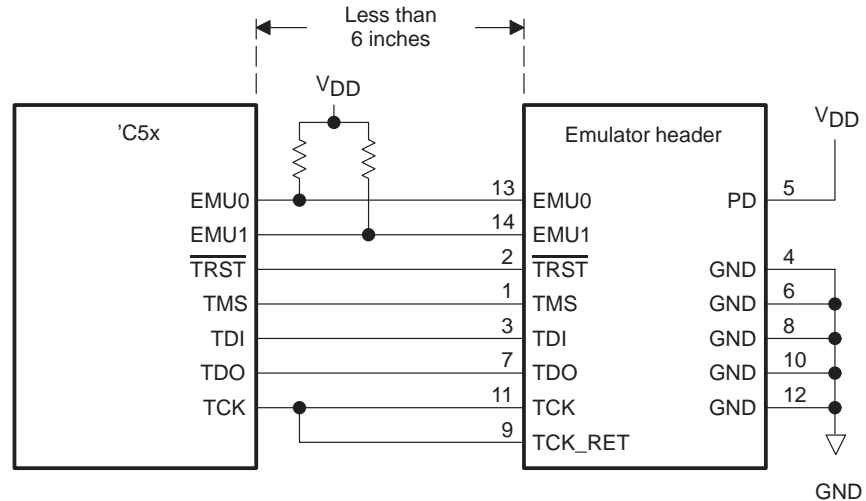 Less than
6 inches
VDD
'C5x
Emulator header
VDD
EMU0 13 EMU0 PD 5
EMU1 14 EMU1
TRST 2 TRST GND 4
TMS 1 TMS GND 6
TDI 3 TDI GND 8
TDO 7 TDO GND 10
TCK 11 TCK GND 12
9 TCK_RET
GND